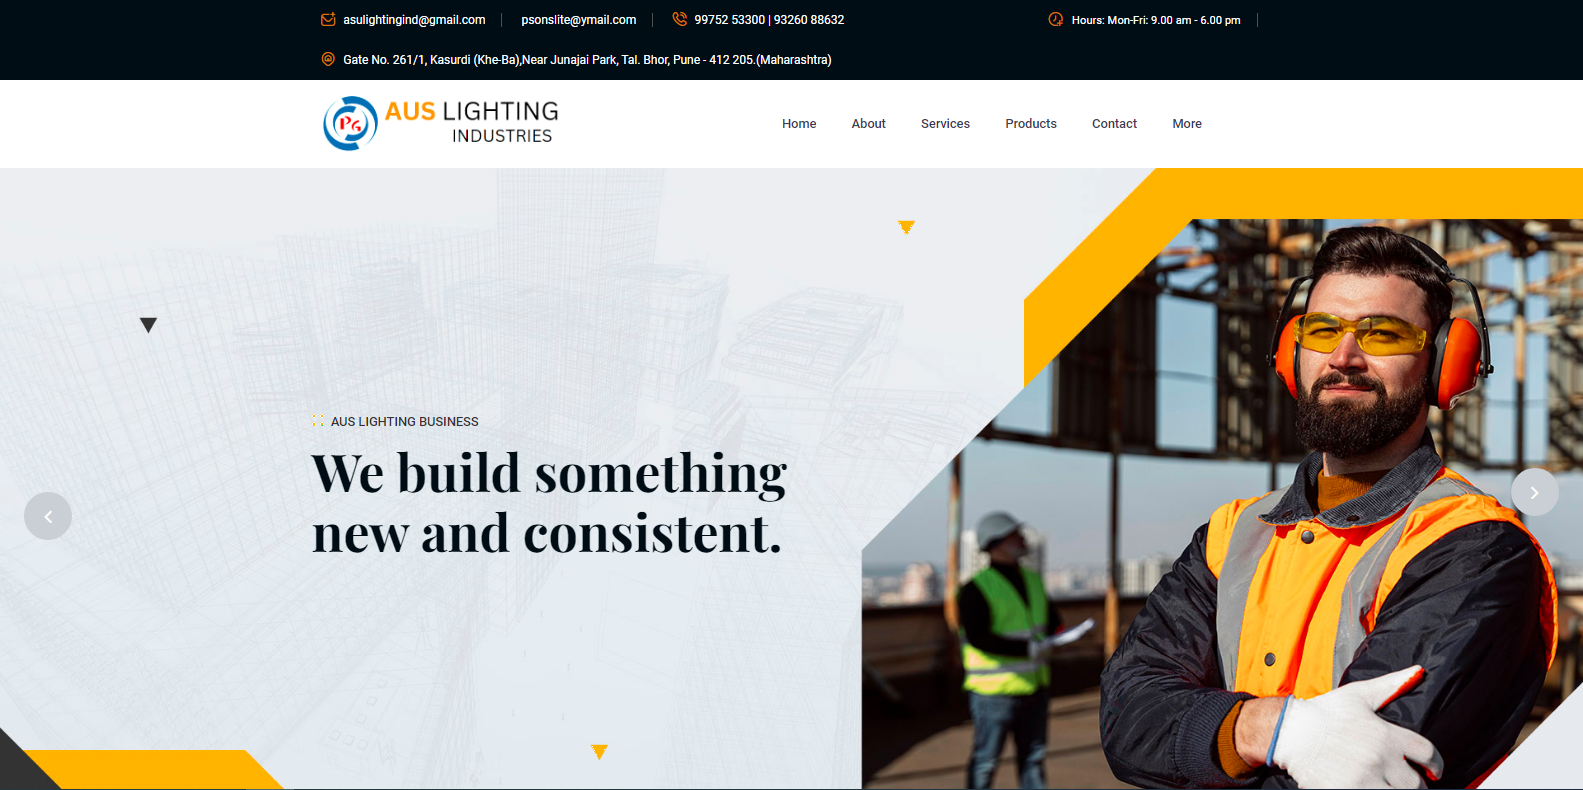 asulightingind@gmail.com psonslite@ymail.com 99752 53300 | 93260 88632 Hours: Mon-Fri: 9.00 am - 6.00 pm
Gate No. 261/1, Kasurdi (Khe-Ba),Near Junajai Park, Tal. Bhor, Pune - 412 205.(Maharashtra)
PG AUS LIGHTING
INDUSTRIES
Home About Services Products Contact More
AUS LIGHTING BUSINESS
We build something
new and consistent.